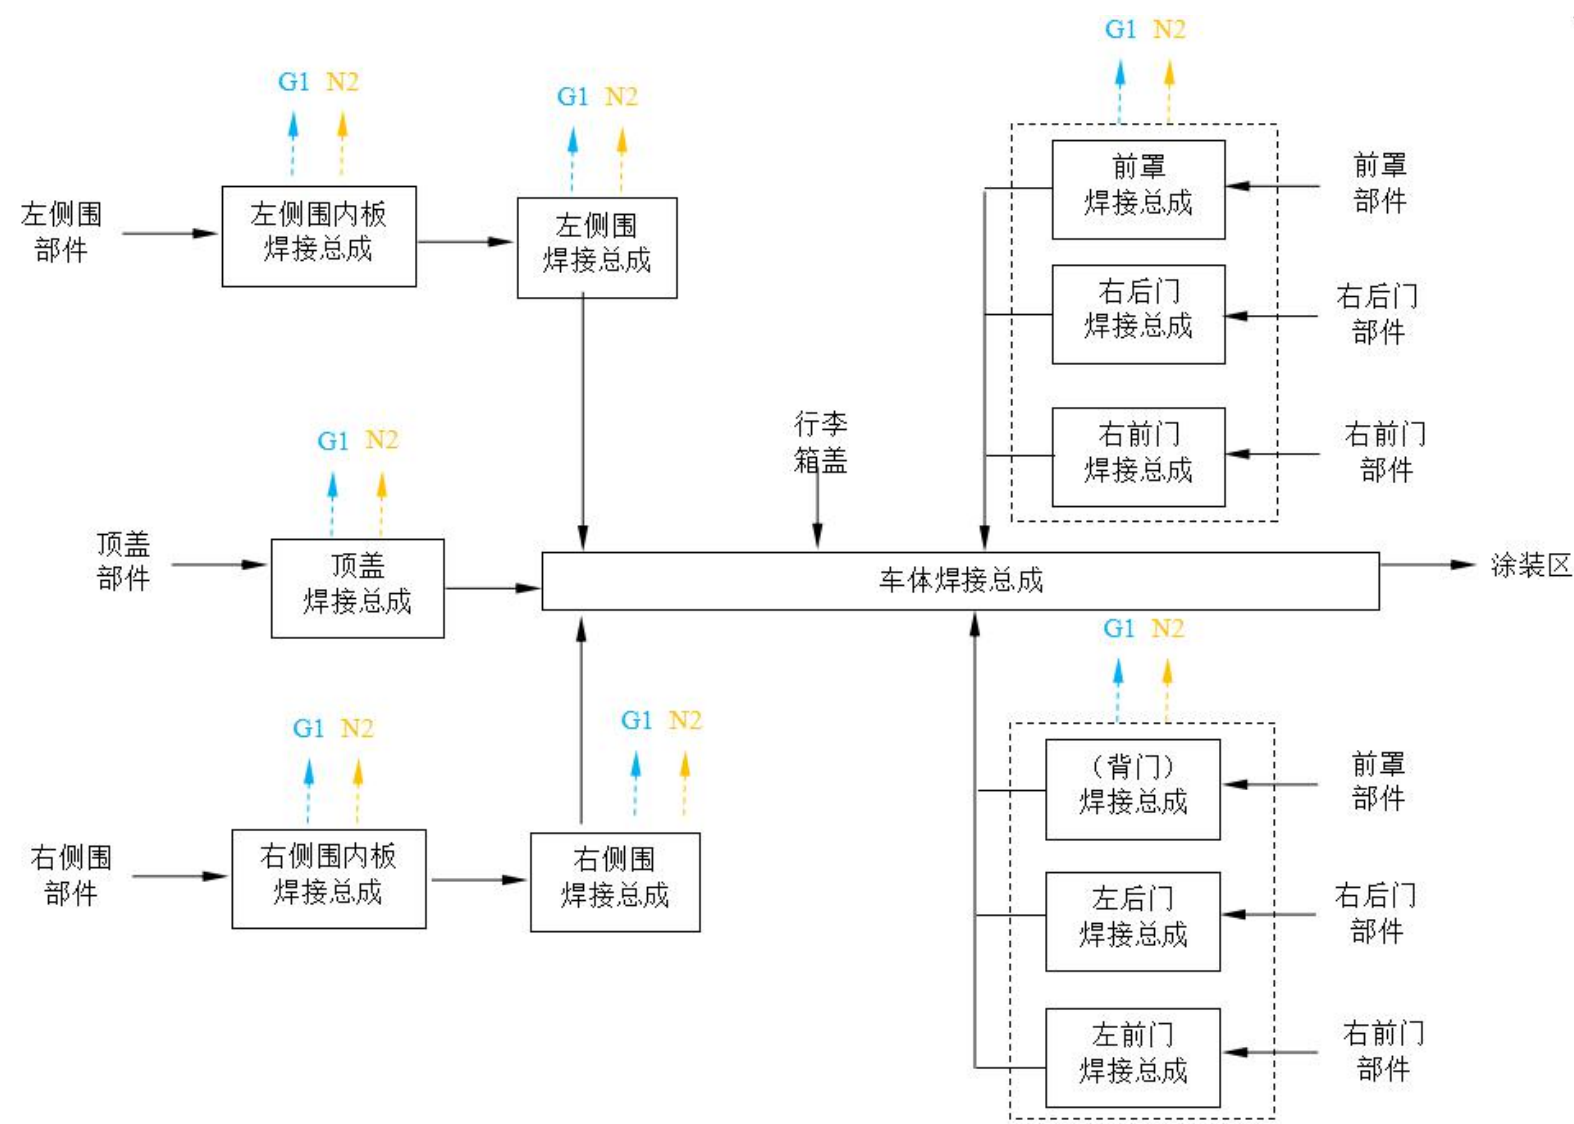 G1 N2
G1 N2
G1 N2
左侧围
部件
左侧围内板
焊接总成
左侧围
焊接总成
前罩
焊接总成
前罩
部件
右后门
焊接总成
右后门
部件
右前门
焊接总成
右前门
部件
行李
箱盖
G1 N2
顶盖
部件
顶盖
焊接总成
车体焊接总成
涂装区
G1 N2
G1 N2
G1 N2
右侧围
部件
右侧围内板
焊接总成
右侧围
焊接总成
（背门）
焊接总成
前罩
部件
左后门
焊接总成
右后门
部件
左前门
焊接总成
右前门
部件